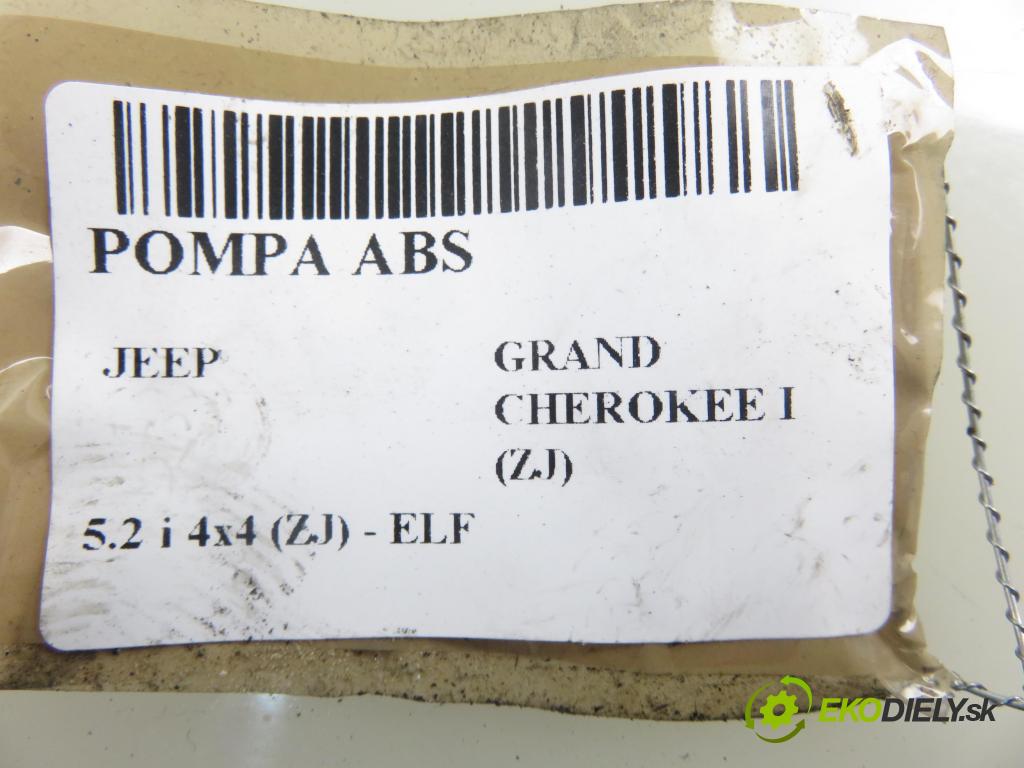 POMPA ABS
JEEP
GRAND
CHEROKEE I
(ZJ)
5.2 i 4x4 (ZJ) - ELF
EKODIELY.sk